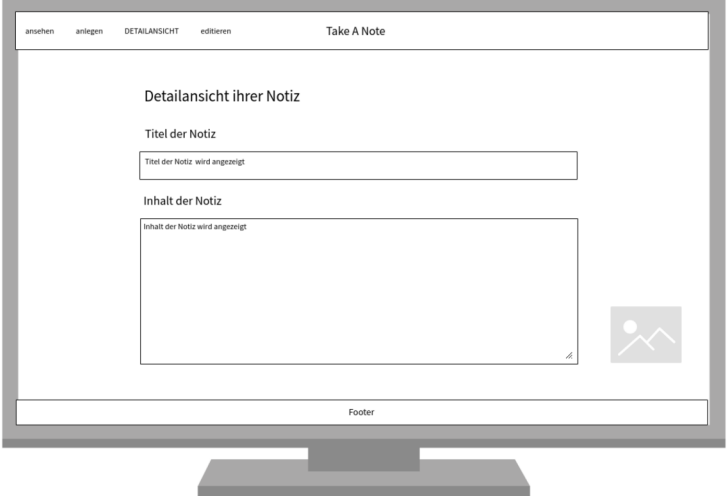 ansehen anlegen DETAILANSICHT editieren Take A Note
Detailansicht ihrer Notiz
Titel der Notiz
Titel der Notiz wird angezeigt
Inhalt der Notiz
Inhalt der Notiz wird angezeigt
Footer